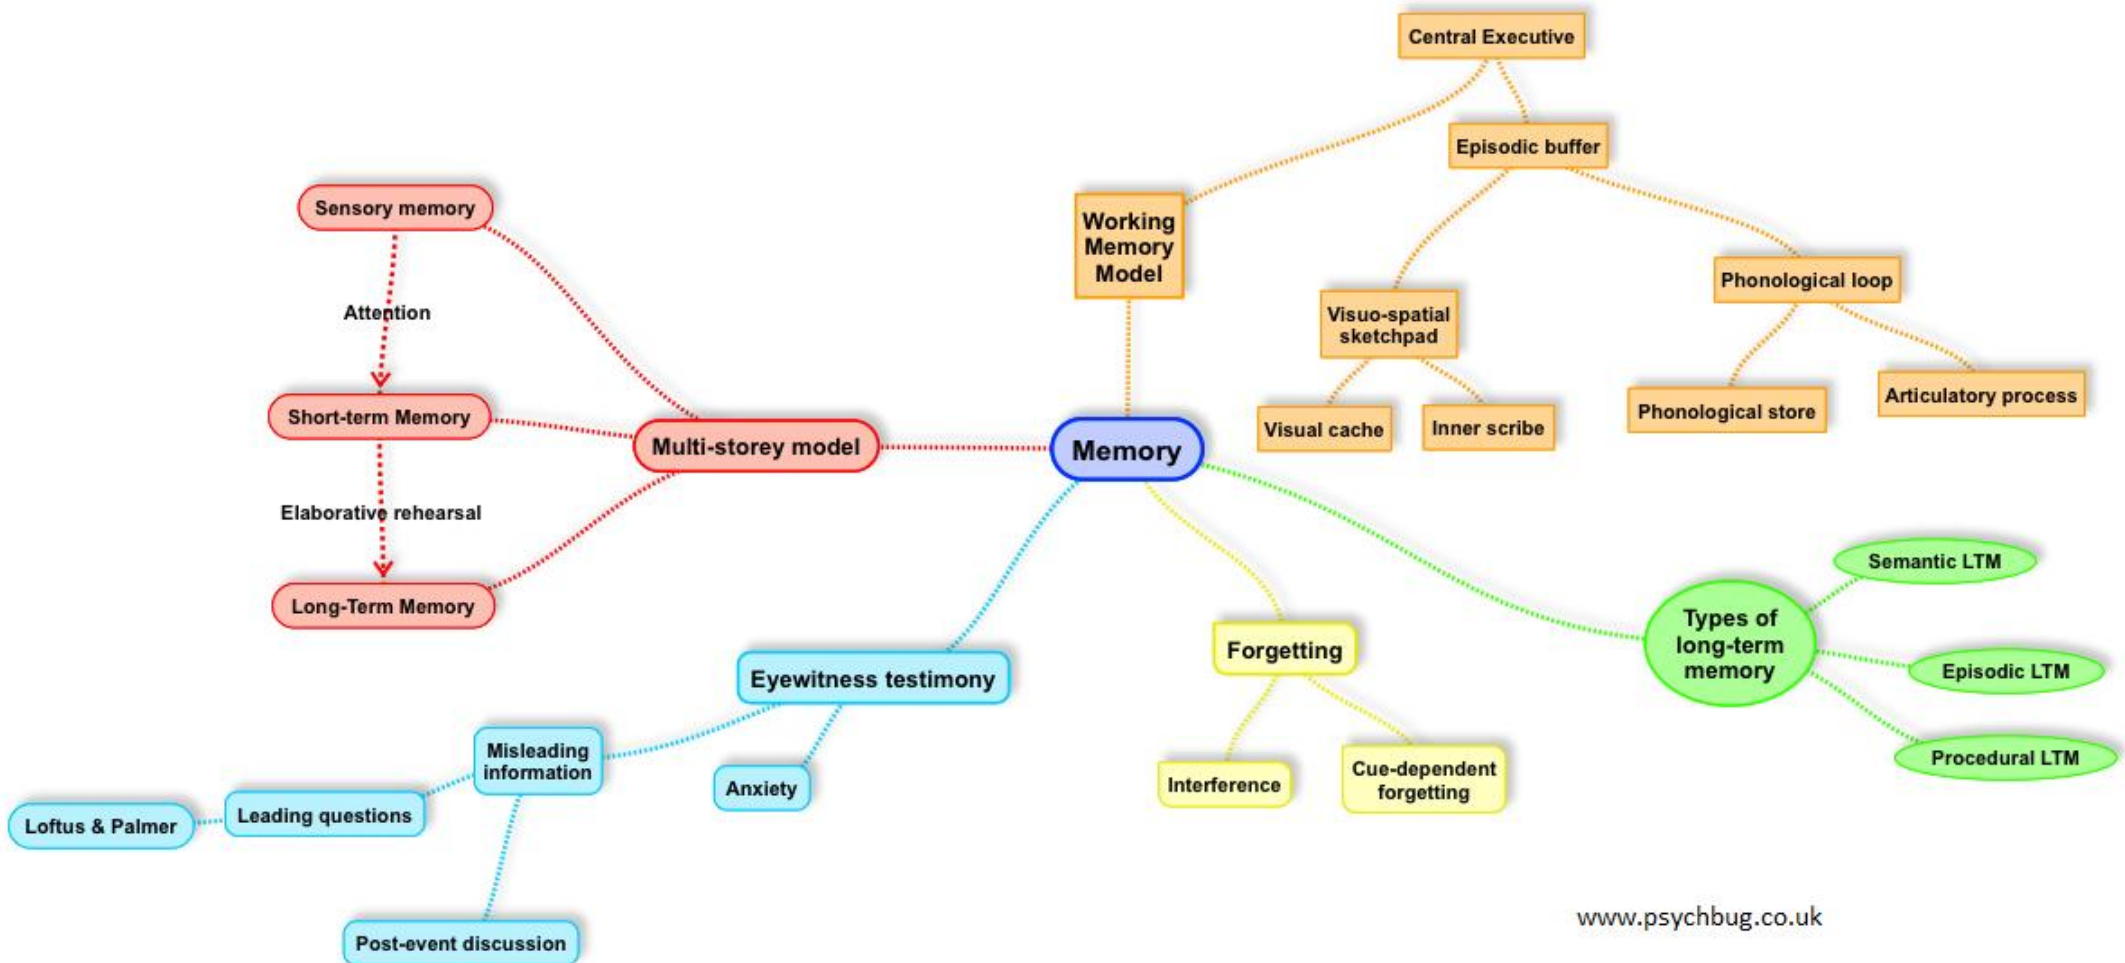 Central Executive
Episodic buffer
Working
Memory
Model
Phonological loop
Visuo-spatial
sketchpad
Visual cache
Inner scribe
Phonological store
Articulatory process
Sensory memory
Attention
Short-term Memory
Multi-storey model
Elaborative rehearsal
Long-Term Memory
Memory
Semantic LTM
Types of
long-term
memory
Episodic LTM
Procedural LTM
Forgetting
Interference
Cue-dependent
forgetting
Eyewitness testimony
Misleading
information
Anxiety
Leading questions
Loftus & Palmer
Post-event discussion
www.psychbug.co.uk